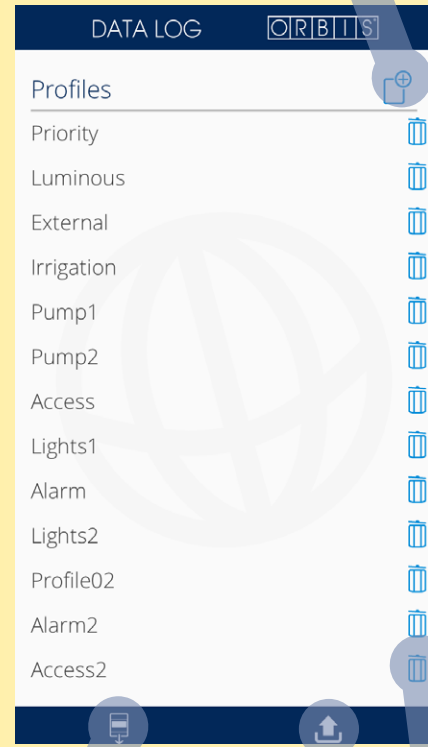 DATA LOG ORBIS
Profiles
Priority
Luminous
External
Irrigation
Pump1
Pump2
Access
Lights1
Alarm
Lights2
Profile02
Alarm2
Access2